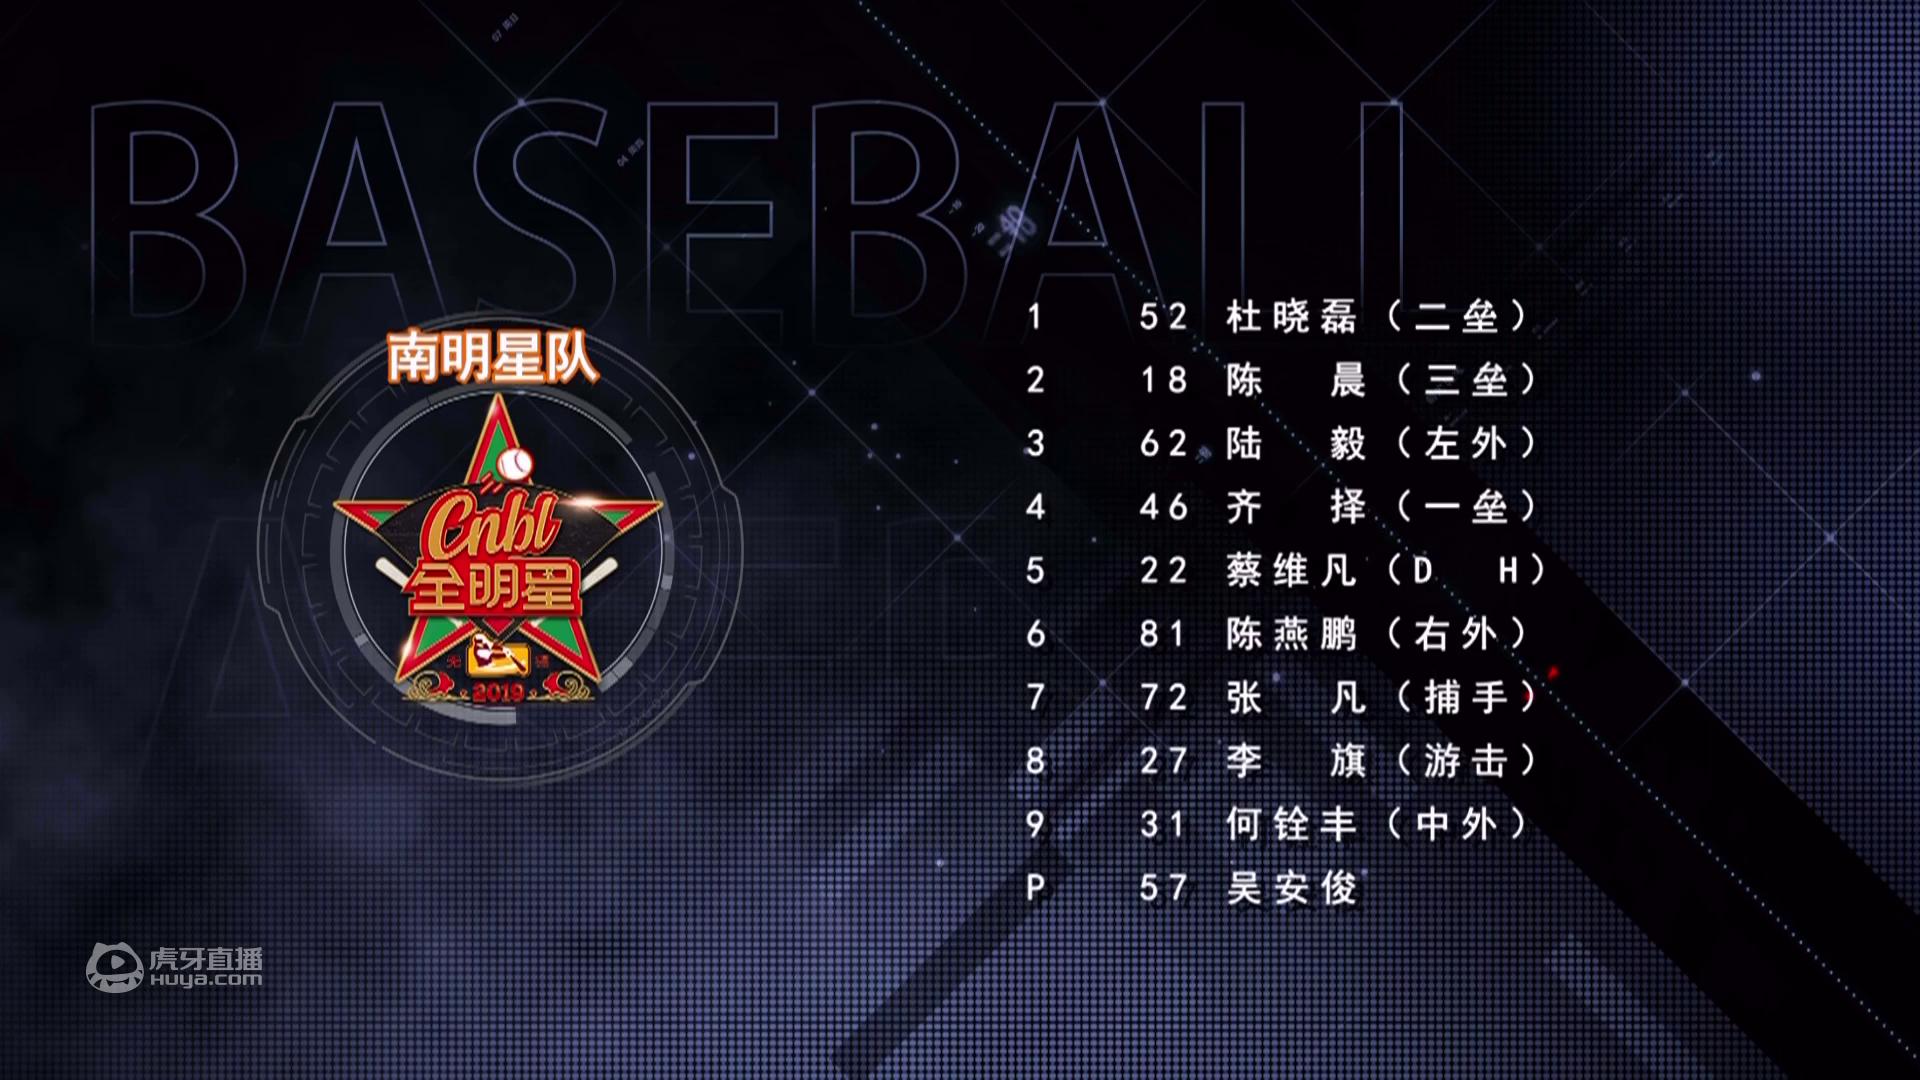 BASEBALL
南明星队
Cnbl
全明星
2019
1 52 杜晓磊（二垒）
2 18 陈 晨（三垒）
3 62 陆 毅（左外）
4 46 齐 择（一垒）
5 22 蔡维凡（D H）
6 81 陈燕鹏（右外）
7 72 张 凡（捕手）
8 27 李 旗（游击）
9 31 何铨丰（中外）
P 57 吴安俊
虎牙直播
HUYA.com